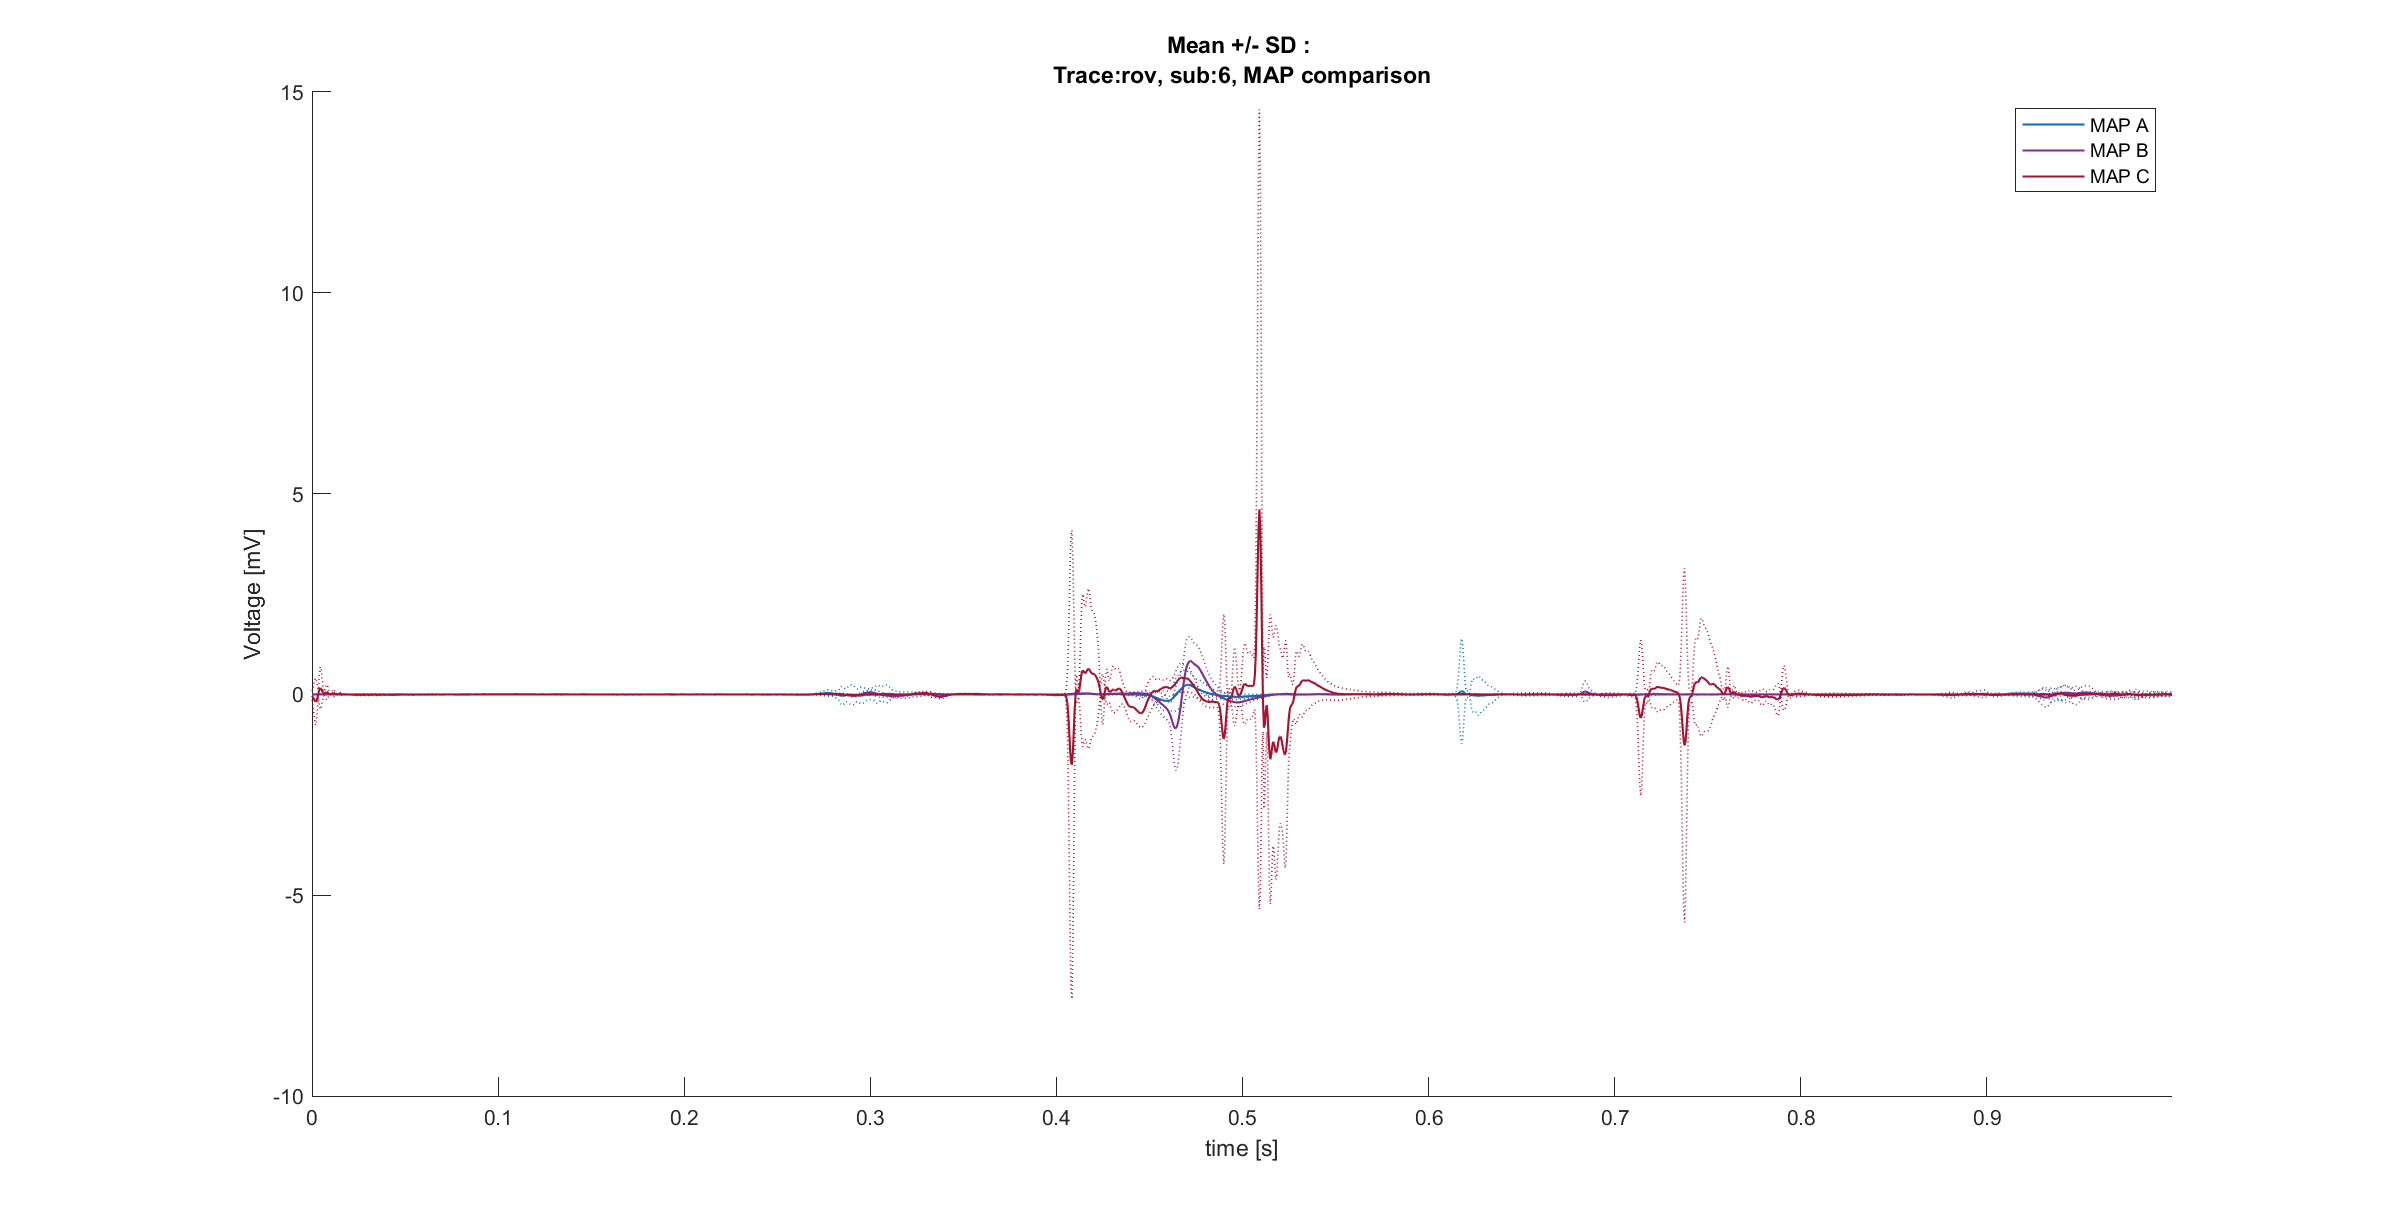 Mean +/- SD :
Trace:rov, sub:6, MAP comparison
15
10
5
0
-5
-10
Voltage [mV]
MAP A
MAP B
MAP C
0 0.1 0.2 0.3 0.4 0.5 0.6 0.7 0.8 0.9
time [s]